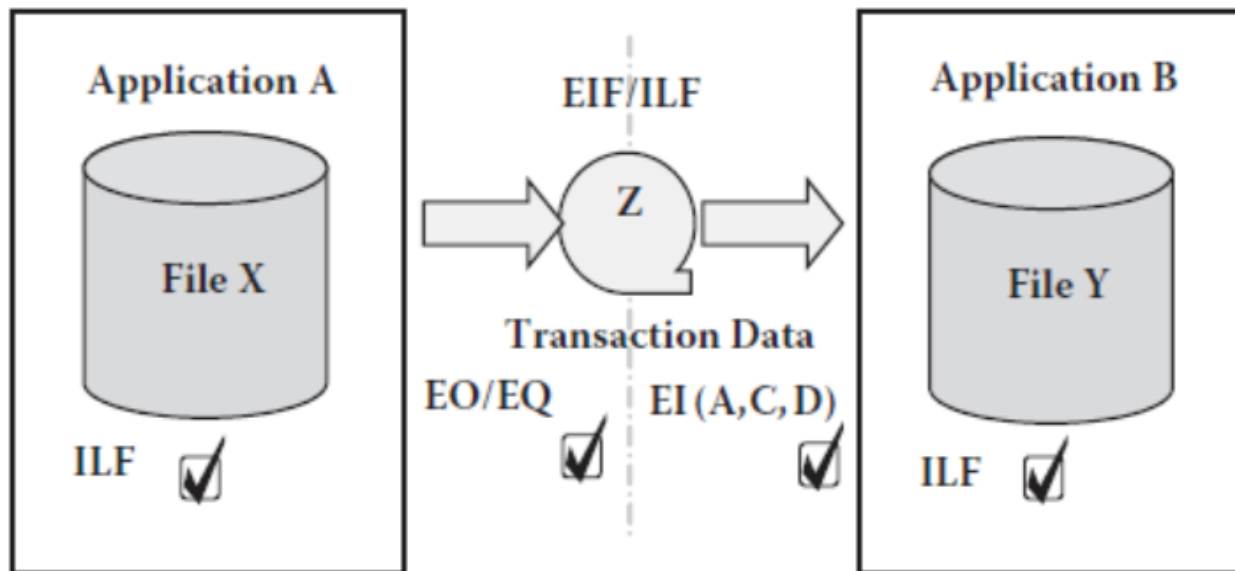 Application A
File X
ILF
EIF/ILF
Z
Transaction Data
EO/EQ
EI (A, C, D)
Application B
File Y
ILF